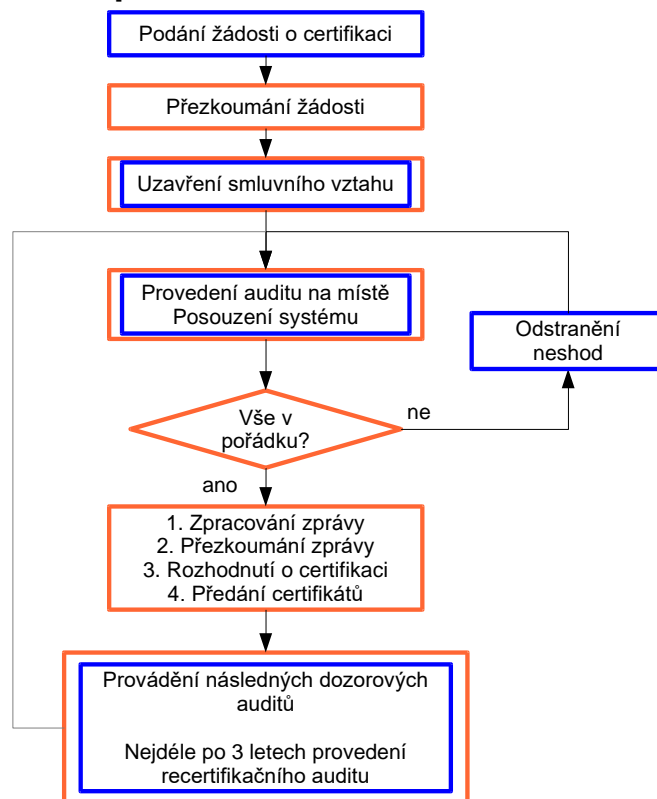 Podání žádosti o certifikaci
Přezkoumání žádosti
Uzavření smluvního vztahu
Provedení auditu na místě
Posouzení systému
Odstranění
neshod
Vše v
pořádku?
ne
ano
1. Zpracování zprávy
2. Přezkoumání zprávy
3. Rozhodnutí o certifikaci
4. Předání certifikátů
Provádění následných dozorových
auditů
Nejdéle po 3 letech provedení
recertifikačního auditu